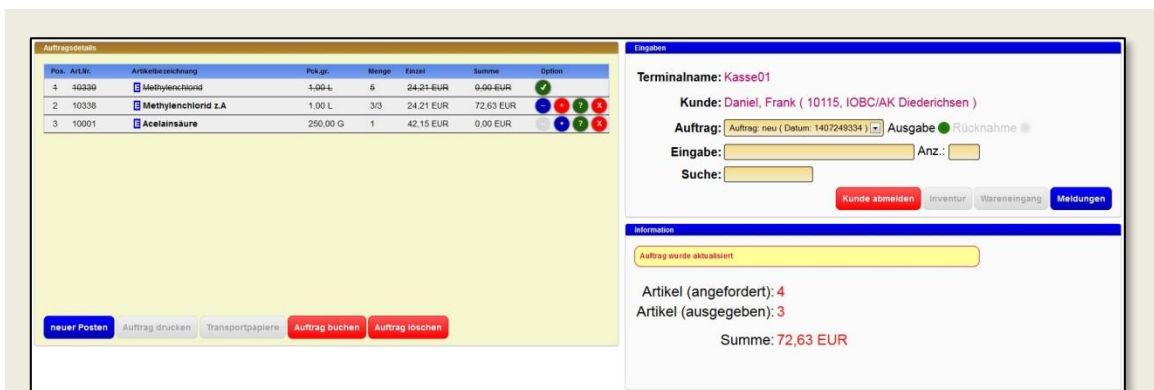 Auftragsdetails
Pos. Art.Nr. Artikelbezeichnung Pck.gr. Menge Einzel Summe Option
1 10339 E Methylenchlorid 1,00 L 5 24,21 EUR 0,00 EUR
2 10338 E Methylenchlorid z.A 1,00 L 3/3 24,21 EUR 72,63 EUR - + ? X
3 10001 E Acelainsäure 250,00 G 1 42,15 EUR 0,00 EUR - + ? X
neuer Posten Auftrag drucken Transportpapiere Auftrag buchen Auftrag löschen
Eingaben
Terminalname: Kasse01
Kunde: Daniel, Frank ( 10115, IOBC/AK Diederichsen )
Auftrag: Auftrag: neu ( Datum: 1407249334 ) Ausgabe Rücknahme
Eingabe: Anz.:
Suche:
Kunde abmelden Inventur Wareneingang Meldungen
Information
Auftrag wurde aktualisiert
Artikel (angefordert): 4
Artikel (ausgegeben): 3
Summe: 72,63 EUR